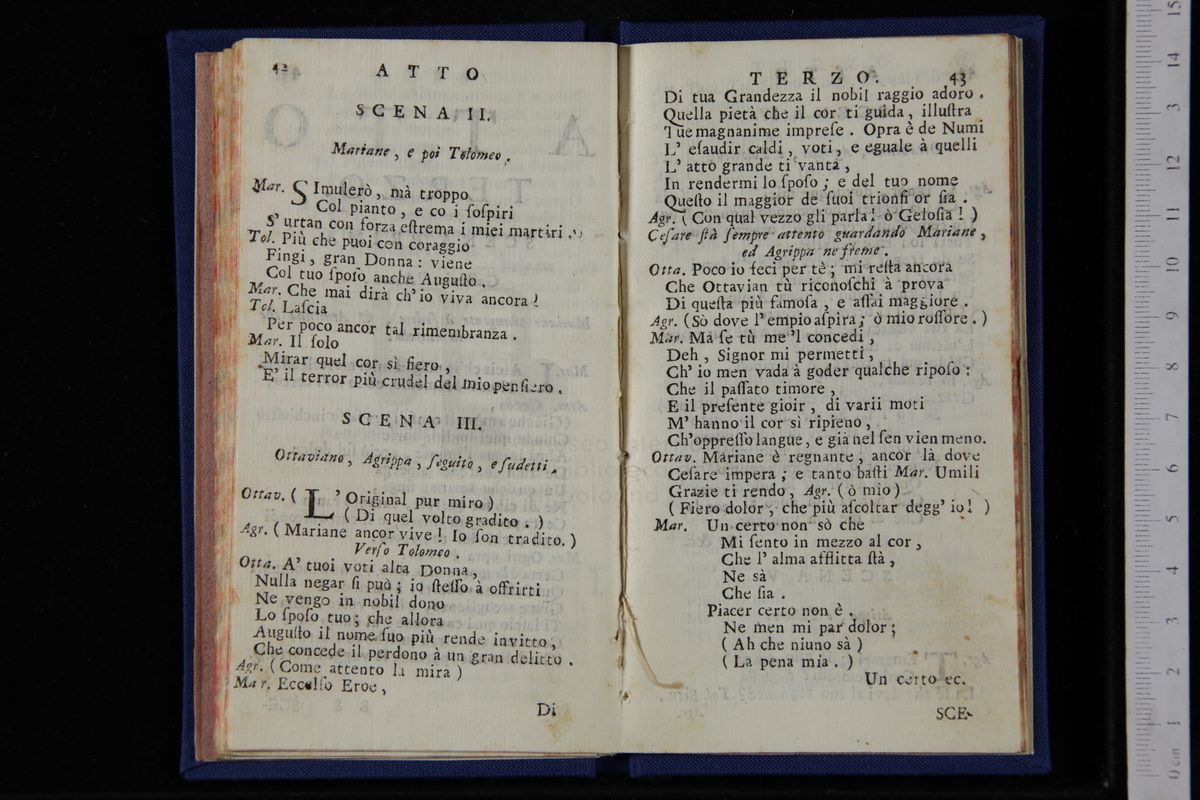 42 ATTO
SCENA II.
Mariane, e poi Tolomeo.
Mar. SImulerò, mà troppo
Col pianto, e co i ſoſpiri
S' urtan con forza eſtrema i miei martiri.
Tol. Più che puoi con coraggio
Fingi, gran Donna: viene
Col tuo ſpoſo anche Auguſto.
Mar. Che mai dirà ch' io viva ancora!
Tol. Laſcia
Per poco ancor tal rimembranza.
Mar. Il ſolo
Mirar quel cor sì fiero,
E' il terror più crudel del mio penſiero.
SCENA III.
Ottaviano, Agrippa, ſeguito, e ſudetti.
Ottav. ( L' Original pur miro )
( Di quel volto gradito. )
Agr. ( Mariane ancor vive! Io ſon tradito. )
Verſo Tolomeo.
Otta. A' tuoi voti alta Donna,
Nulla negar ſi può; io ſteſſo à offrirti
Ne vengo in nobil dono
Lo ſpoſo tuo; che allora
Auguſto il nome ſuo più rende invitto,
Che concede il perdono à un gran delitto.
Agr. ( Come attento la mira )
Mar. Eccelſo Eroe,
Di
TERZO. 43
Di tua Grandezza il nobil raggio adoro.
Quella pietà che il cor ti guida, illuſtra
Tue magnanime impreſe. Opra è de Numi
L' eſaudir caldi, voti, e eguale à quelli
L' atto grande ti vanta,
In rendermi lo ſpoſo; e del tuo nome
Queſto il maggior de ſuoi trionfi or ſia.
Agr. ( Con qual vezzo gli parla! ò Geloſia! )
Ceſare ſtà ſempre attento guardando Mariane,
ed Agrippa ne freme.
Otta. Poco io feci per tè; mi reſta ancora
Che Ottavian tù riconoſchi à prova
Di queſta più famoſa, e aſſai maggiore.
Agr. ( Sò dove l' empio aſpira; ò mio roſſore. )
Mar. Mà ſe tù me 'l concedi,
Deh, Signor mi permetti,
Ch' io men vada à goder qualche ripoſo:
Che il paſſato timore,
E il preſente gioir, di varii moti
M' hanno il cor sì ripieno,
Ch' oppreſſo langue, e già nel ſen vien meno.
Ottav. Mariane è regnante, ancor là dove
Ceſare impera; e tanto baſti Mar. Umili
Grazie ti rendo, Agr. ( ò mio )
( Fiero dolor, che più aſcoltar degg' io! )
Mar. Un certo non sò che
Mi ſento in mezzo al cor,
Che l' alma afflitta ſtà,
Ne sà
Che ſia.
Piacer certo non è.
Ne men mi par dolor;
( Ah che niuno sà )
( La pena mia. )
Un certo ec.
SCE-